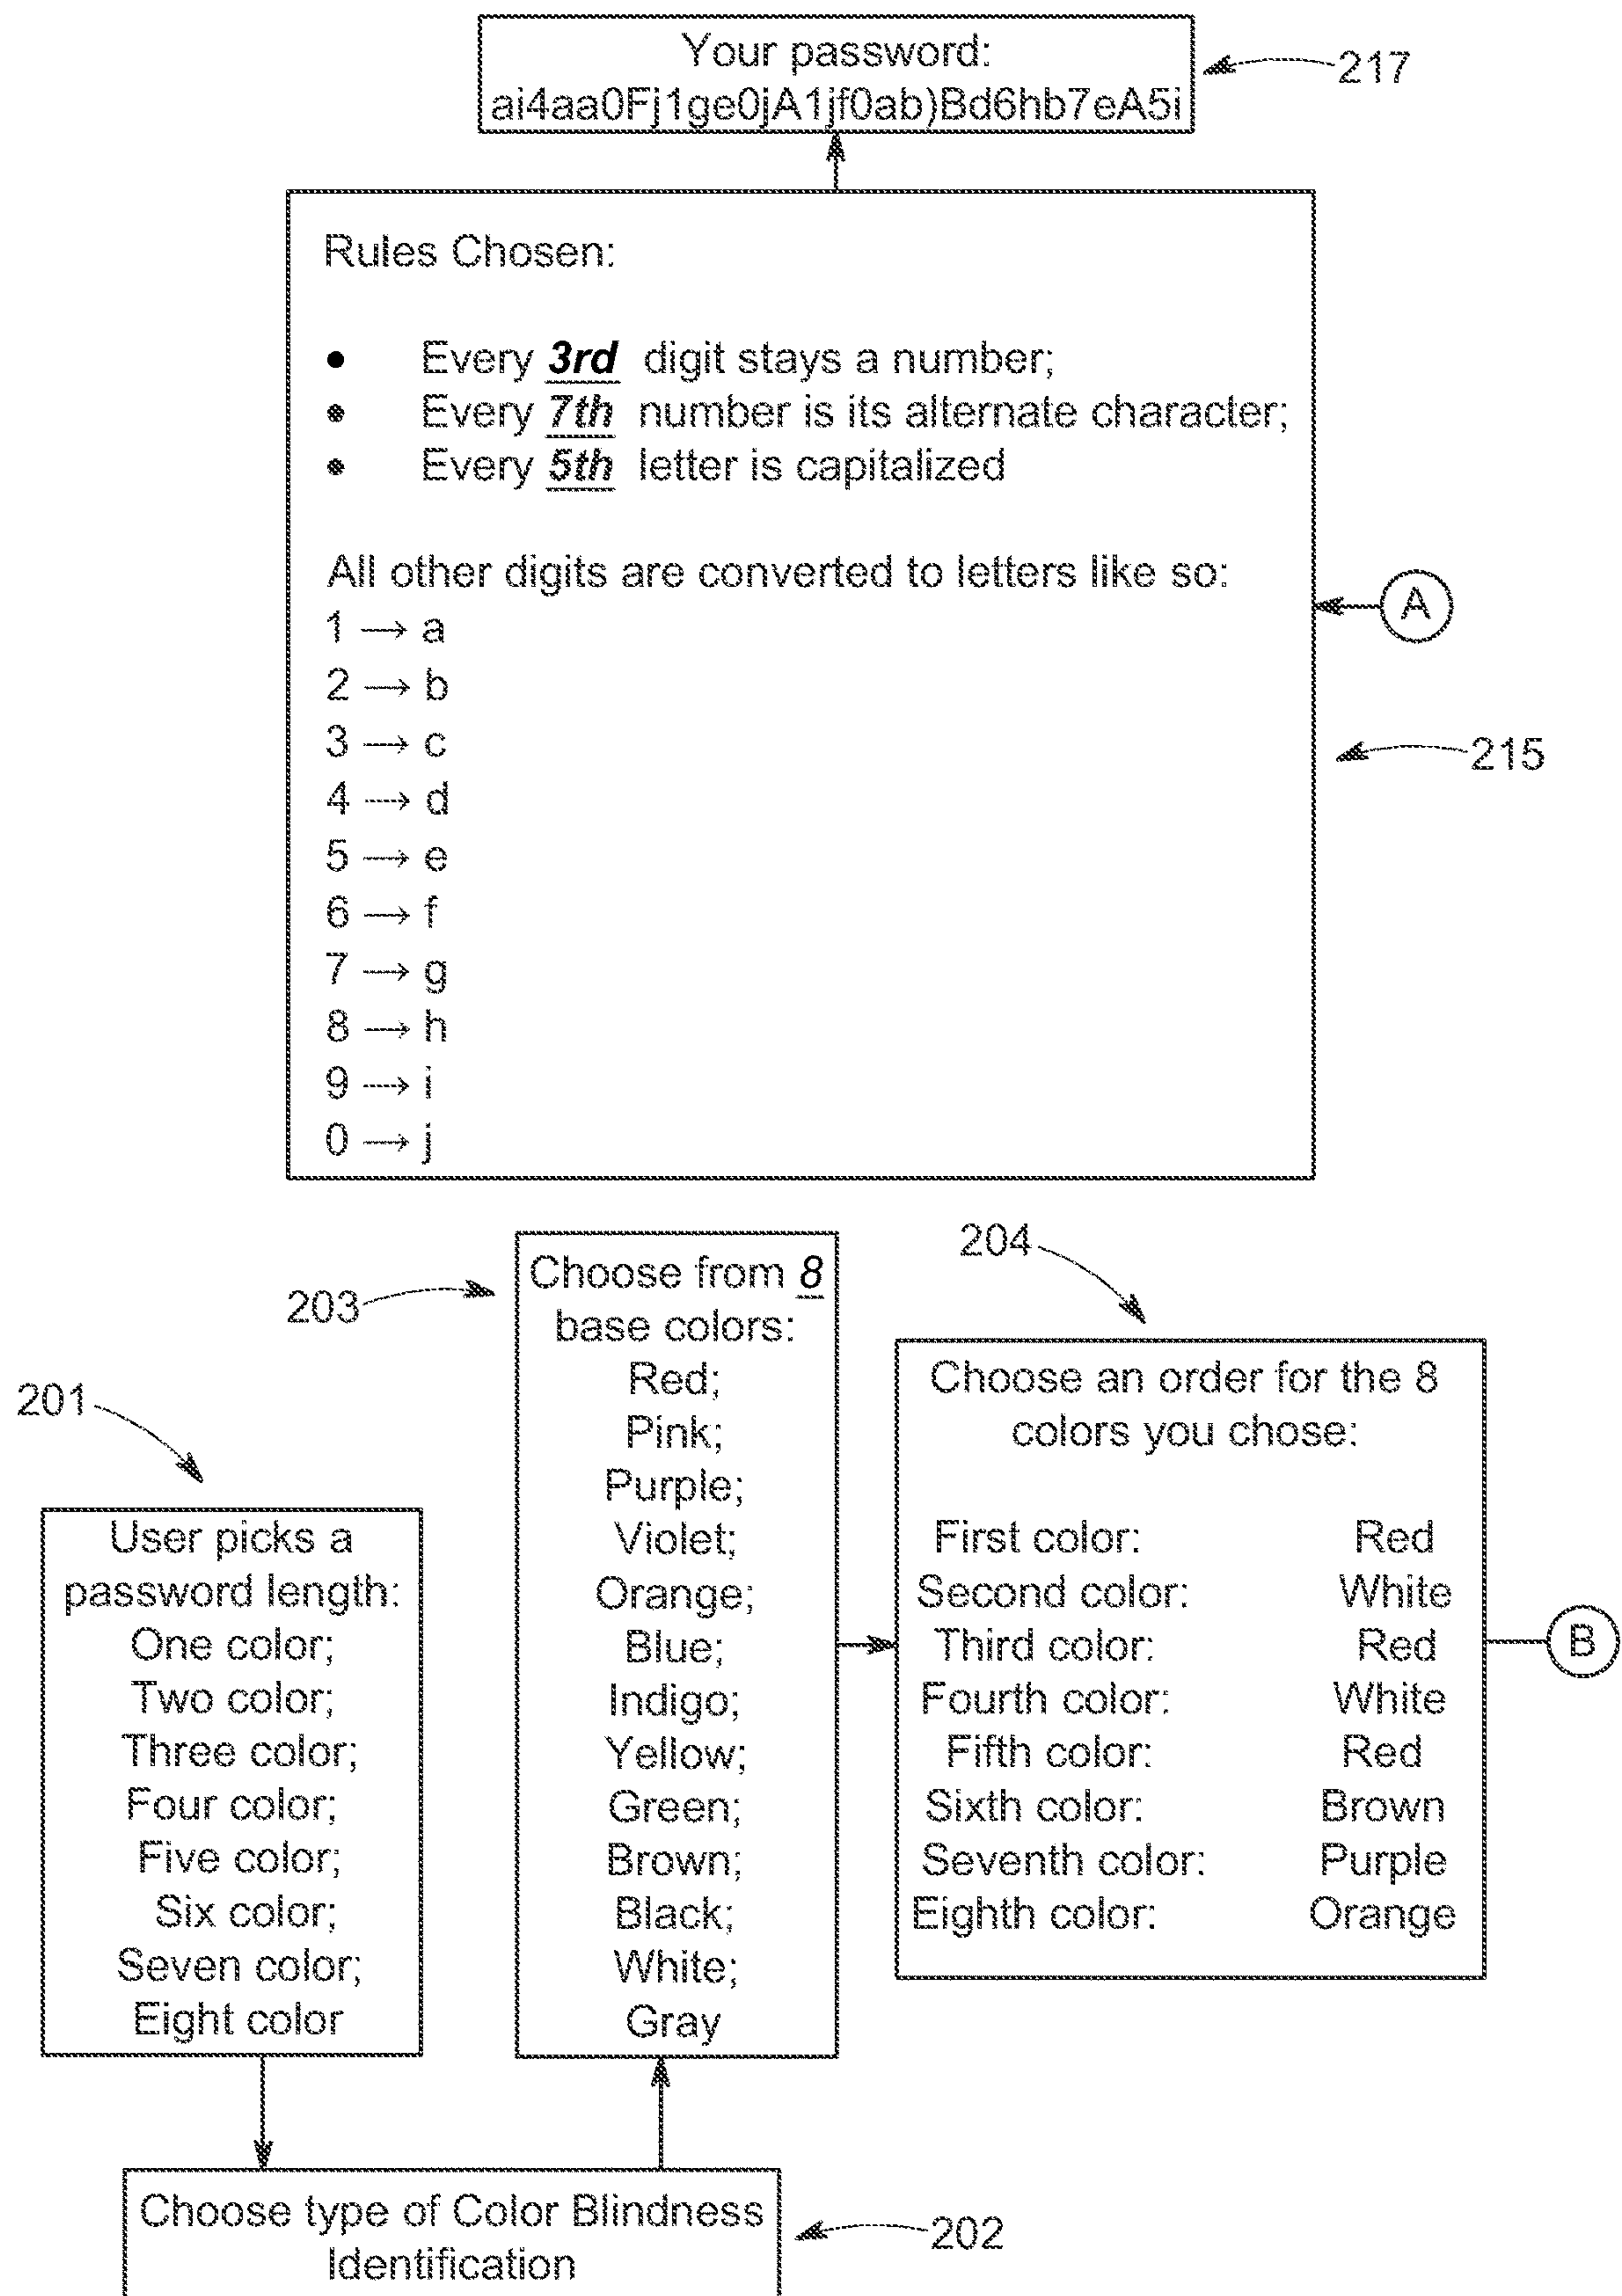 Your password:
ai4aa0Fj1ge0jA1jf0ab)Bd6hb7eA5i
217
Rules Chosen:
• Every 3rd digit stays a number;
• Every 7th number is its alternate character;
• Every 5th letter is capitalized
All other digits are converted to letters like so:
1 → a
2 → b
3 → c
4 → d
5 → e
6 → f
7 → g
8 → h
9 → i
0 → j
A
215
201
User picks a
password length:
One color;
Two color;
Three color;
Four color;
Five color;
Six color;
Seven color;
Eight color
Choose type of Color Blindness
Identification
202
203
Choose from 8
base colors:
Red;
Pink;
Purple;
Violet;
Orange;
Blue;
Indigo;
Yellow;
Green;
Brown;
Black;
White;
Gray
204
Choose an order for the 8
colors you chose:
First color: Red
Second color: White
Third color: Red
Fourth color: White
Fifth color: Red
Sixth color: Brown
Seventh color: Purple
Eighth color: Orange
B